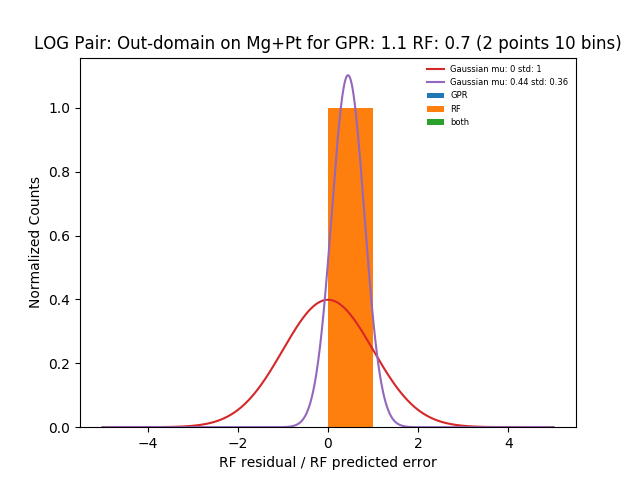 LOG Pair: Out-domain on Mg+Pt for GPR: 1.1 RF: 0.7 (2 points 10 bins)
Gaussian mu: 0 std: 1
Gaussian mu: 0.44 std: 0.36
GPR
RF
both
Normalized Counts
1.0
0.8
0.6
0.4
0.2
0.0
−4 −2 0 2 4
RF residual / RF predicted error